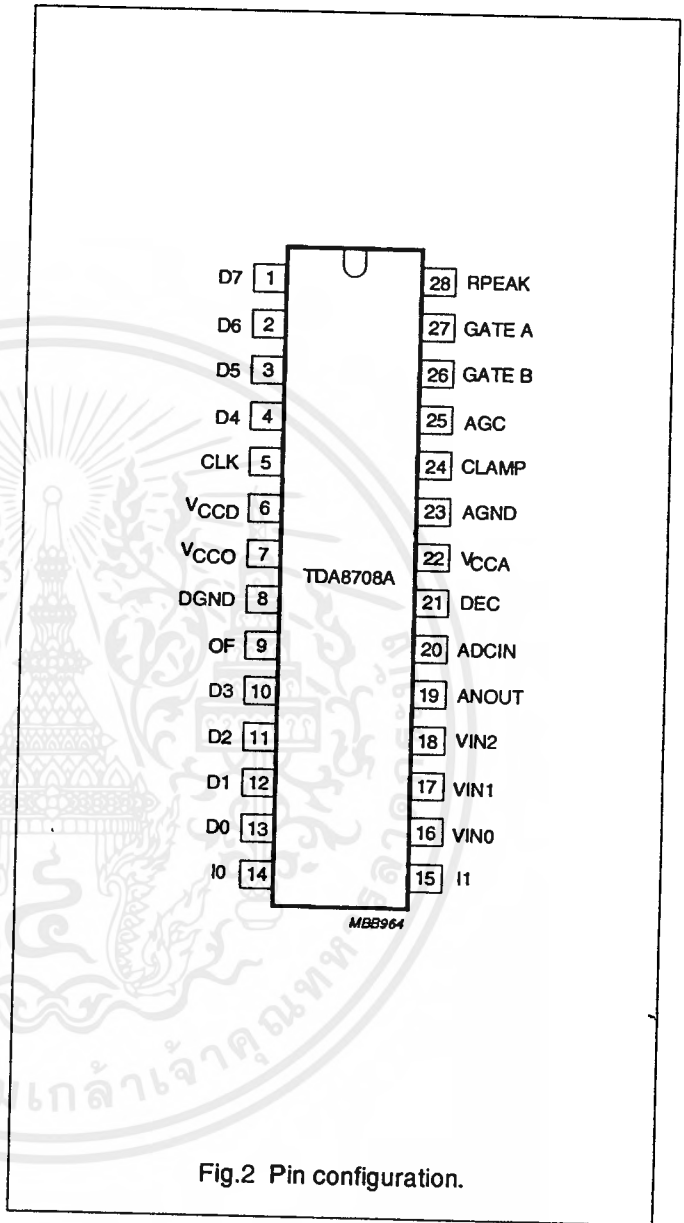 D7 1
D6 2
D5 3
D4 4
CLK 5
VCCD 6
VCCO 7
DGND 8
OF 9
D3 10
D2 11
D1 12
D0 13
I0 14
TDA8708A
28 RPEAK
27 GATE A
26 GATE B
25 AGC
24 CLAMP
23 AGND
22 VCCA
21 DEC
20 ADCIN
19 ANOUT
18 VIN2
17 VIN1
16 VIN0
15 I1
MBB964
Fig.2 Pin configuration.